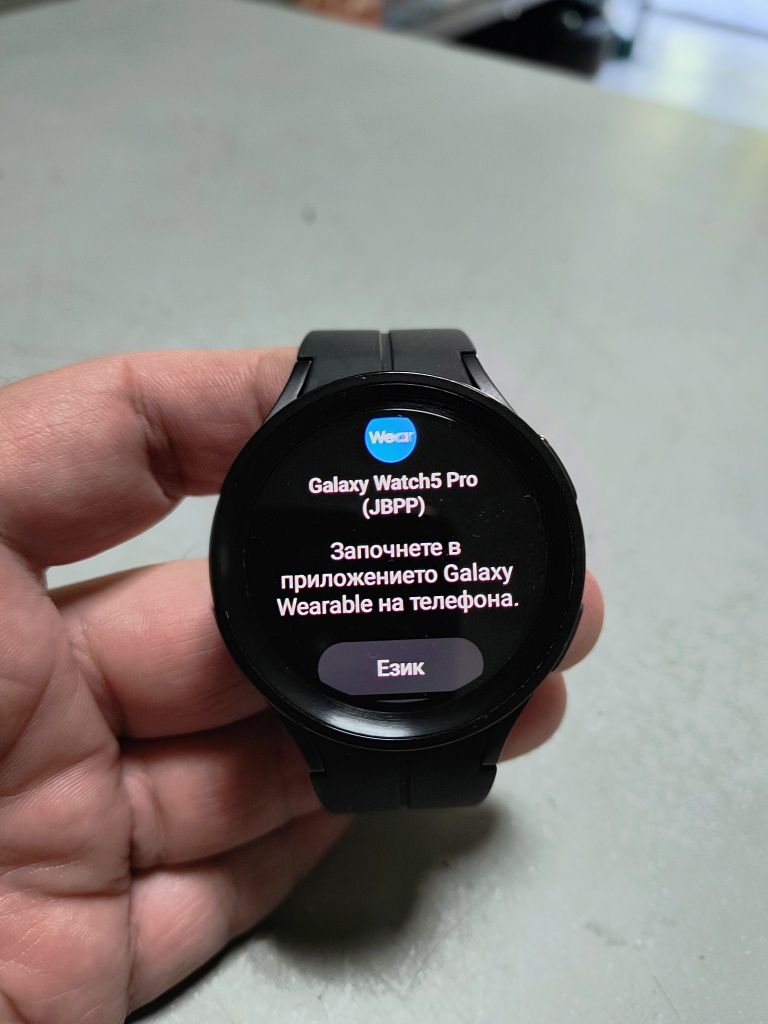 Wear
Galaxy Watch5 Pro
(JBPP)
Започнете в
приложението Galaxy
Wearable на телефона.
Език